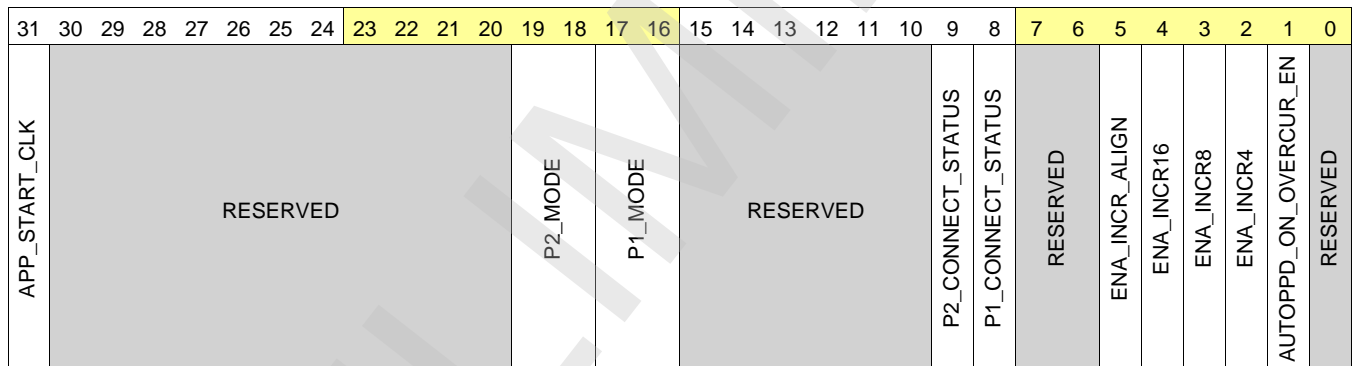 31 30 29 28 27 26 25 24 23 22 21 20 19 18 17 16 15 14 13 12 11 10 9 8 7 6 5 4 3 2 1 0
APP_START_CLK
RESERVED
P2_MODE
P1_MODE
RESERVED
P2_CONNECT_STATUS
P1_CONNECT_STATUS
RESERVED
ENA_INCR_ALIGN
ENA_INCR16
ENA_INCR8
ENA_INCR4
AUTOPPD_ON_OVERCUR_EN
RESERVED